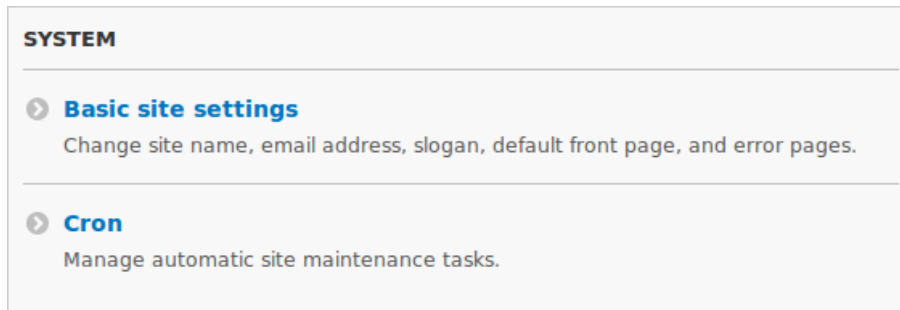 SYSTEM
Basic site settings
Change site name, email address, slogan, default front page, and error pages.
Cron
Manage automatic site maintenance tasks.